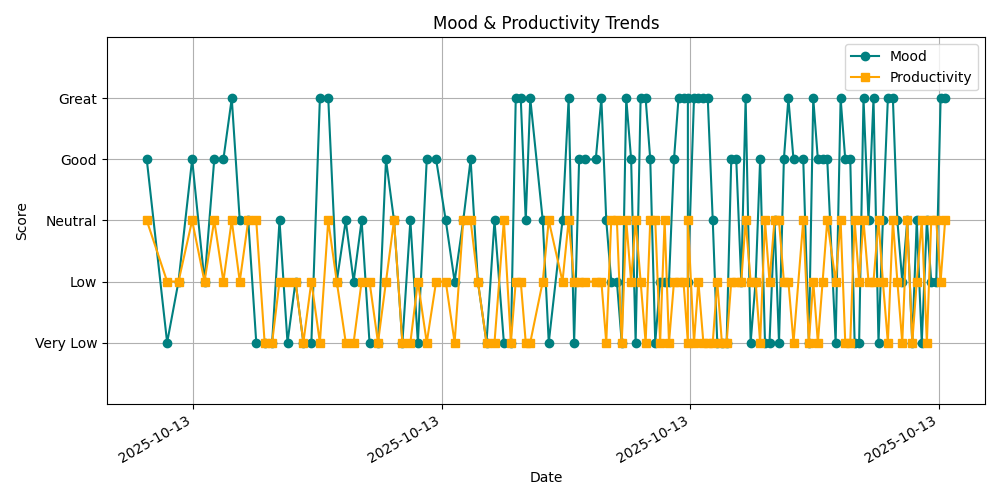 Mood & Productivity Trends
Mood
Productivity
Great
Good
Neutral
Low
Very Low
Score
2025-10-13
2025-10-13
2025-10-13
2025-10-13
Date